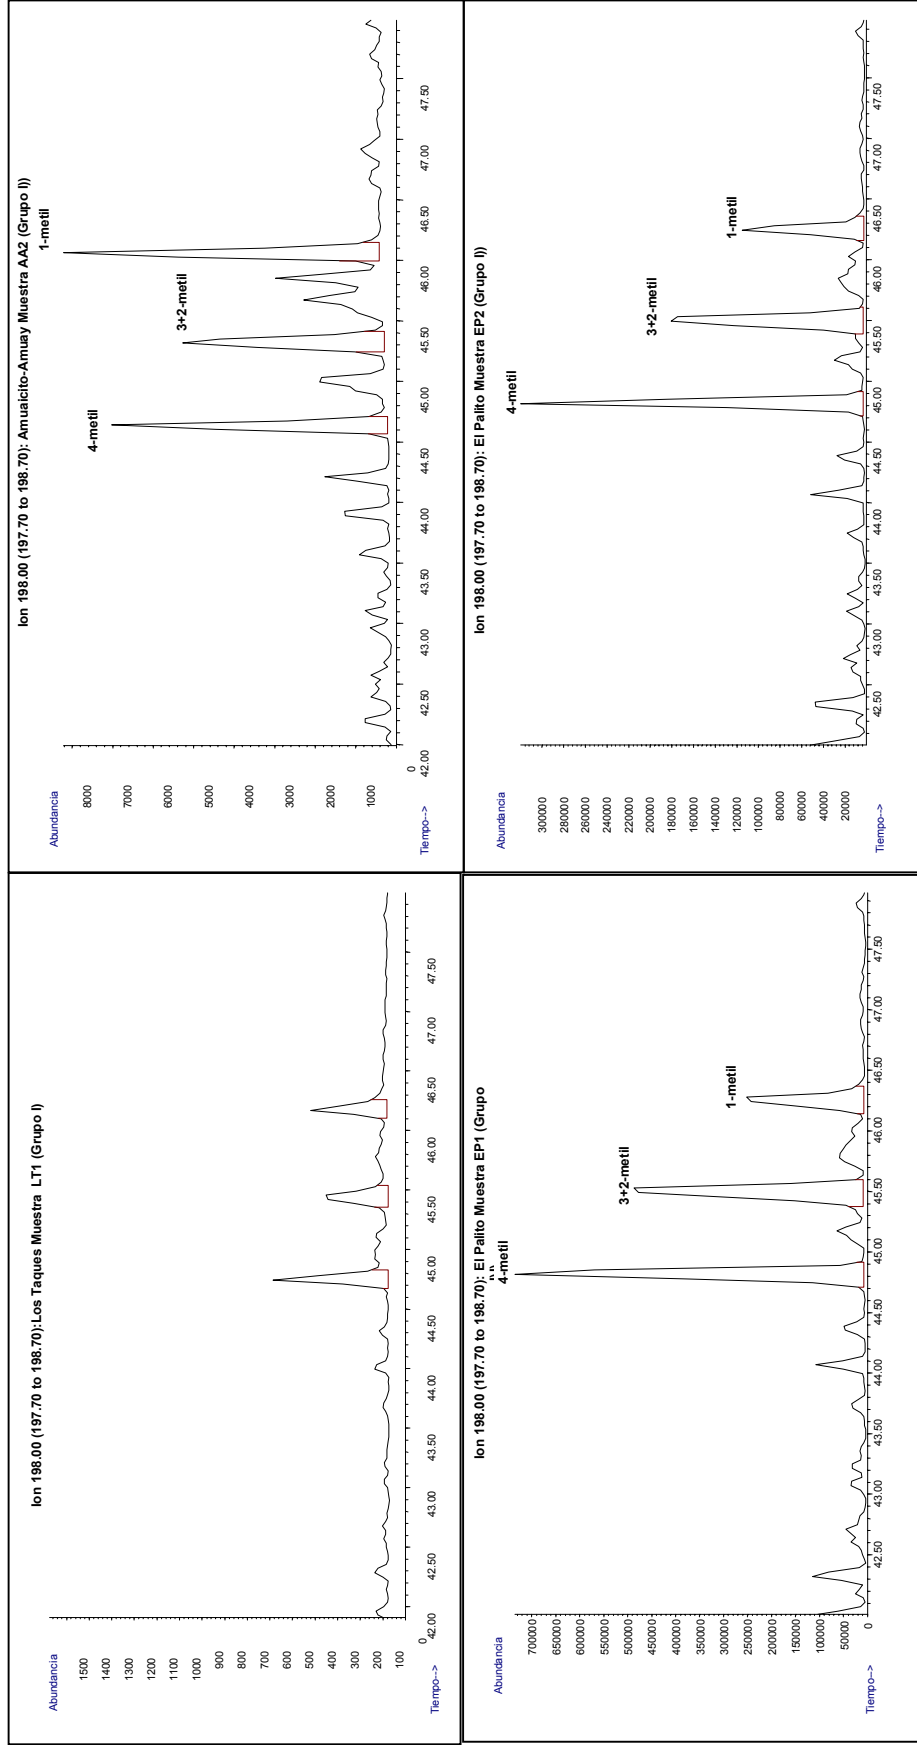 Ion 198.00 (197.70 to 198.70):Los Taques Muestra LT1 (Grupo I)
Abundancia
1500
1400
1300
1200
1100
1000
900
800
700
600
500
400
300
200
100
0
42.00 42.50 43.00 43.50 44.00 44.50 45.00 45.50 46.00 46.50 47.00 47.50
Tiempo-->
Ion 198.00 (197.70 to 198.70): Amuaicito-Amuay Muestra AA2 (Grupo I))
Abundancia
1-metil
4-metil
3+2-metil
8000
7000
6000
5000
4000
3000
2000
1000
0
42.00 42.50 43.00 43.50 44.00 44.50 45.00 45.50 46.00 46.50 47.00 47.50
Tiempo-->
Ion 198.00 (197.70 to 198.70): El Palito Muestra EP1 (Grupo
Abundancia
4-metil
3+2-metil
1-metil
700000
650000
600000
550000
500000
450000
400000
350000
300000
250000
200000
150000
100000
50000
0
42.50 43.00 43.50 44.00 44.50 45.00 45.50 46.00 46.50 47.00 47.50
Tiempo-->
Ion 198.00 (197.70 to 198.70): El Palito Muestra EP2 (Grupo I))
Abundancia
4-metil
3+2-metil
1-metil
300000
280000
260000
240000
220000
200000
180000
160000
140000
120000
100000
80000
60000
40000
20000
42.50 43.00 43.50 44.00 44.50 45.00 45.50 46.00 46.50 47.00 47.50
Tiempo-->